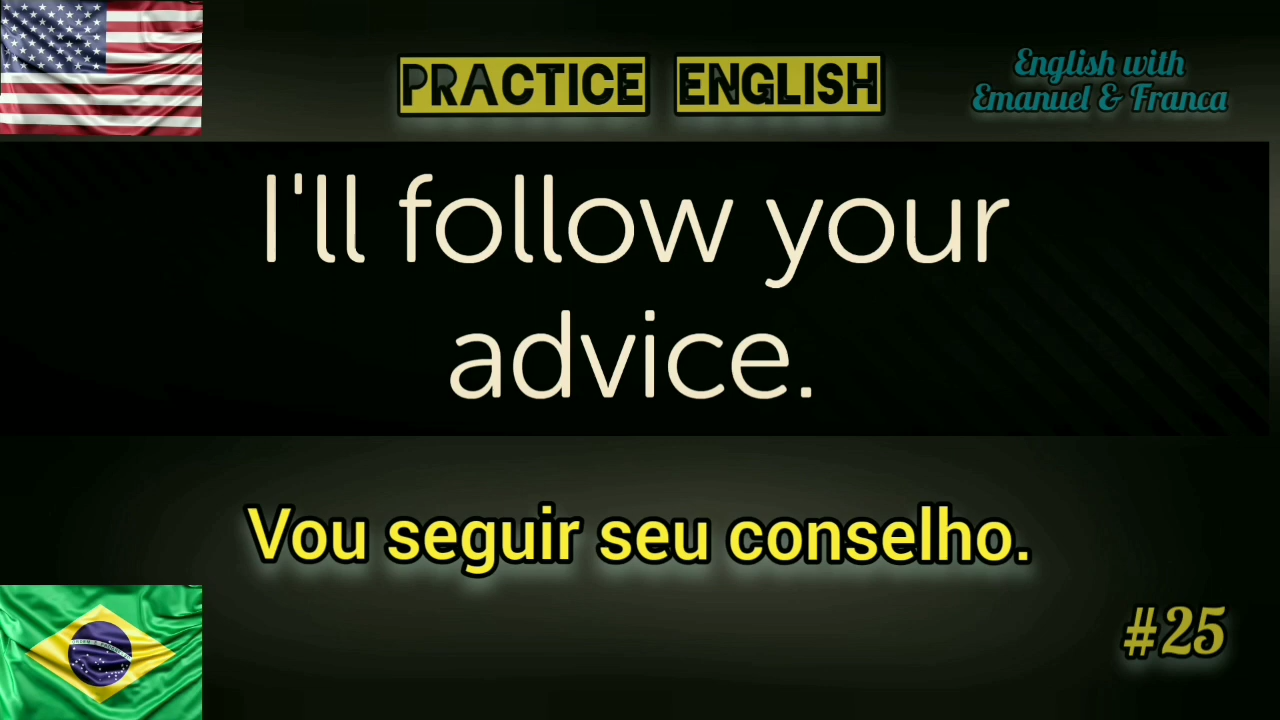 PRACTICE ENGLISH
English with
Emanuel & Franca
I'll follow your
advice.
Vou seguir seu conselho.
#25